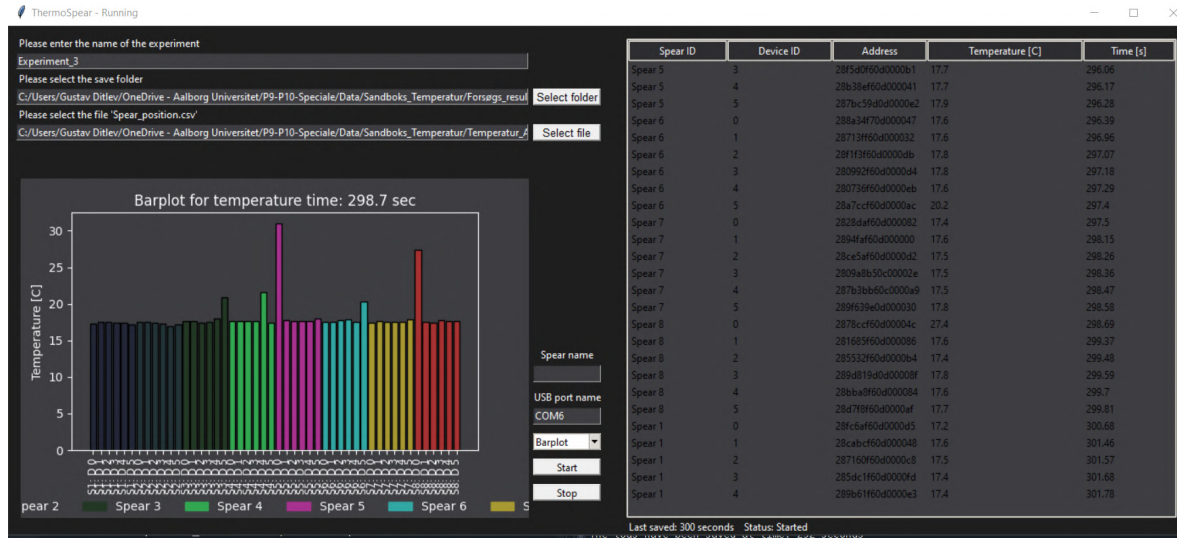 ThermoSpear - Running
Please enter the name of the experiment
Experiment_3
Please select the save folder
C:/Users/Gustav Ditlev/OneDrive - Aalborg Universitet/P9-P10-Speciale/Data/Sandboks_Temperatur/Forsøgs_resul
Select folder
Please select the file 'Spear_position.csv'
C:/Users/Gustav Ditlev/OneDrive - Aalborg Universitet/P9-P10-Speciale/Data/Sandboks_Temperatur/Temperatur_A
Select file
Barplot for temperature time: 298.7 sec
Temperature [C]
30
25
20
15
10
5
0
pear 2 Spear 3 Spear 4 Spear 5 Spear 6 S
Spear name
USB port name
COM6
Barplot
Start
Stop
Spear ID Device ID Address Temperature [C] Time [s]
Spear 5 3 28f5d0f60d0000b1 17.7 296.06
Spear 5 4 28b38ef60d000041 17.7 296.17
Spear 5 5 287bc59d0d0000e2 17.9 296.28
Spear 6 0 288a34f70d000047 17.6 296.39
Spear 6 1 28713ff60d000032 17.6 296.96
Spear 6 2 28f1f3f60d0000db 17.8 297.07
Spear 6 3 280992f60d0000d4 17.8 297.18
Spear 6 4 280736f60d0000eb 17.6 297.29
Spear 6 5 28a7ccf60d0000ac 20.2 297.4
Spear 7 0 2828daf60d000082 17.4 297.5
Spear 7 1 2894faf60d000000 17.6 298.15
Spear 7 2 28ce5af60d0000d2 17.5 298.26
Spear 7 3 2809a8b50c00002e 17.5 298.36
Spear 7 4 287b3bb60c0000a9 17.5 298.47
Spear 7 5 289f639e0d000030 17.8 298.58
Spear 8 0 2878ccf60d00004c 27.4 298.69
Spear 8 1 281685f60d000086 17.6 299.37
Spear 8 2 285532f60d0000b4 17.4 299.48
Spear 8 3 289d819d0d00008f 17.8 299.59
Spear 8 4 28bba8f60d000084 17.6 299.7
Spear 8 5 28d7f8f60d0000af 17.7 299.81
Spear 1 0 28fc6af60d0000d5 17.2 300.68
Spear 1 1 28cabcf60d000048 17.6 301.46
Spear 1 2 287160f60d0000c8 17.5 301.57
Spear 1 3 285dc1f60d0000fd 17.4 301.68
Spear 1 4 289b61f60d0000e3 17.4 301.78
Last saved: 300 seconds Status: Started